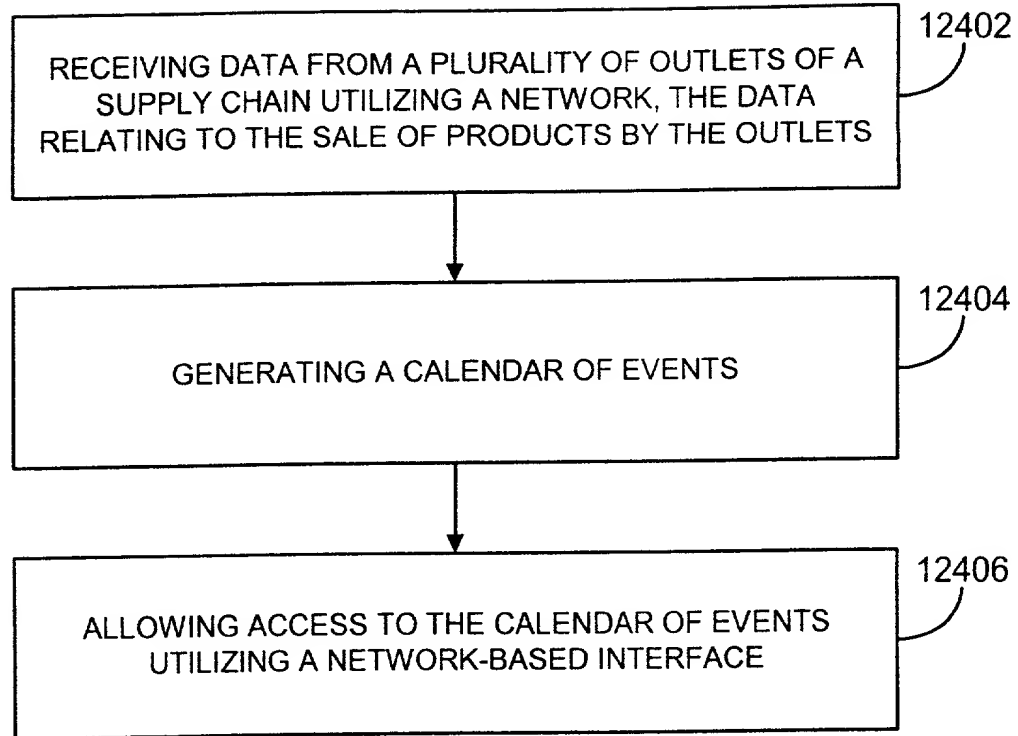 12402
RECEIVING DATA FROM A PLURALITY OF OUTLETS OF A
SUPPLY CHAIN UTILIZING A NETWORK, THE DATA
RELATING TO THE SALE OF PRODUCTS BY THE OUTLETS
12404
GENERATING A CALENDAR OF EVENTS
12406
ALLOWING ACCESS TO THE CALENDAR OF EVENTS
UTILIZING A NETWORK-BASED INTERFACE